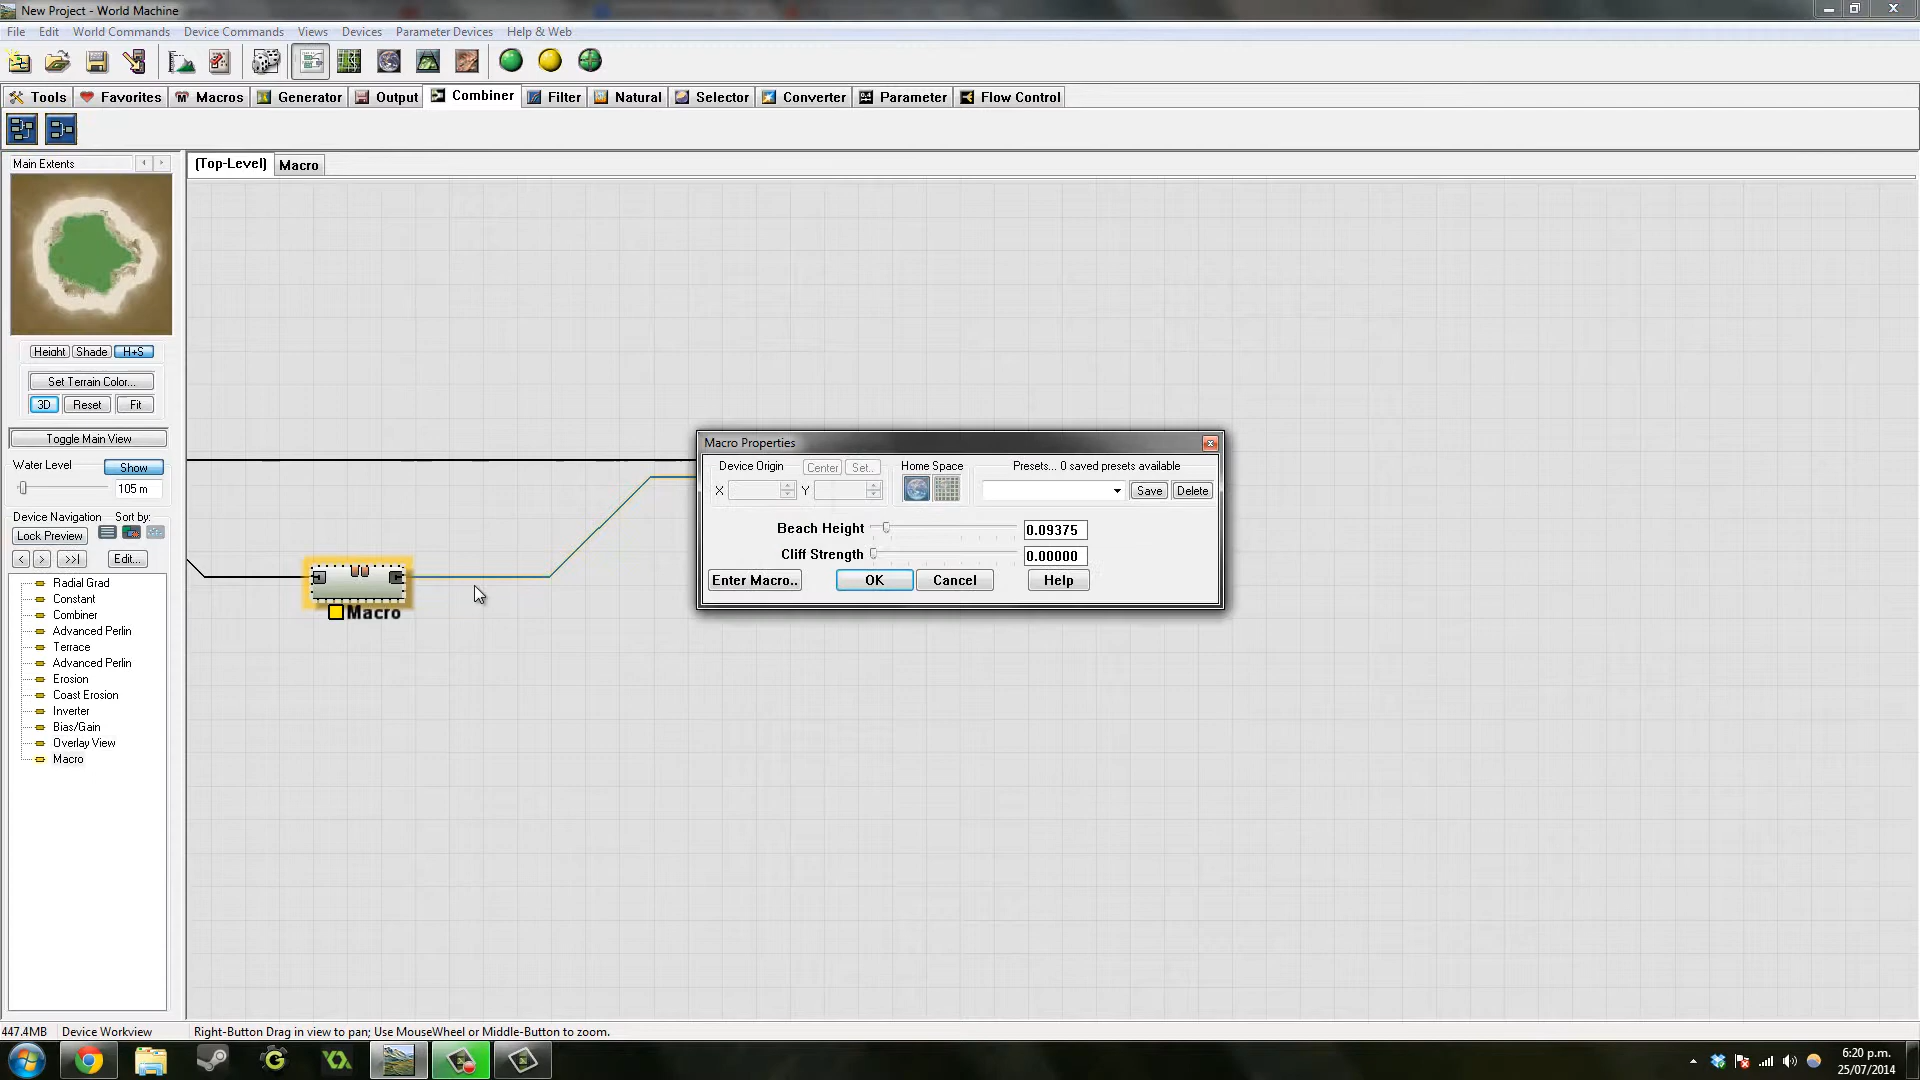 New Project - World Machine
File Edit World Commands Device Commands Views Devices Parameter Devices Help & Web
Tools Favorites Macros Generator Output Combiner Filter Natural Selector Converter Parameter Flow Control
Main Extents
(Top-Level) Macro
Height Shade H+S
Set Terrain Color...
3D Reset Fit
Toggle Main View
Water Level Show
105 m
Device Navigation Sort by:
Lock Preview
< > >>| Edit...
Radial Grad
Constant
Combiner
Advanced Perlin
Terrace
Advanced Perlin
Erosion
Coast Erosion
Inverter
Bias/Gain
Overlay View
Macro
Macro
Macro Properties
Device Origin Center Set.. Home Space Presets... 0 saved presets available
X Y Save Delete
Beach Height 0.09375
Cliff Strength 0.00000
Enter Macro.. OK Cancel Help
447.4MB Device Workview Right-Button Drag in view to pan; Use MouseWheel or Middle-Button to zoom.
6:20 p.m.
25/07/2014